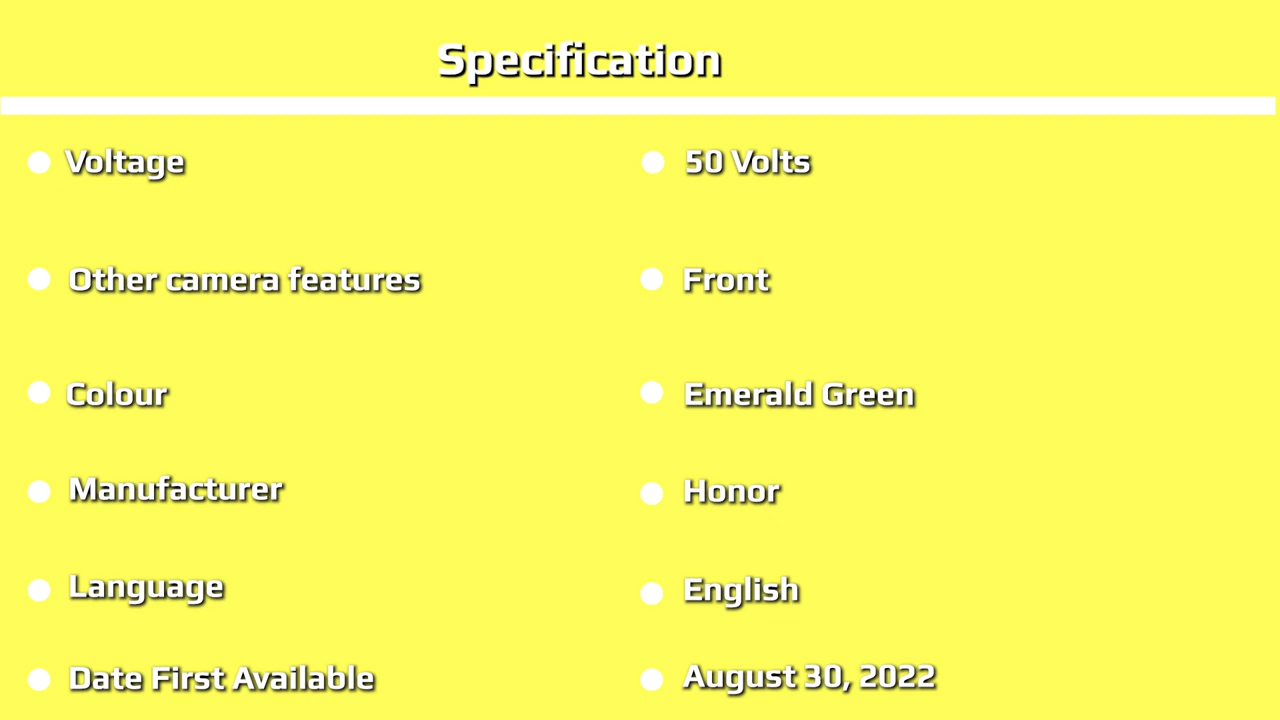 Specification
Voltage
50 Volts
Other camera features
Front
Colour
Emerald Green
Manufacturer
Honor
Language
English
Date First Available
August 30, 2022